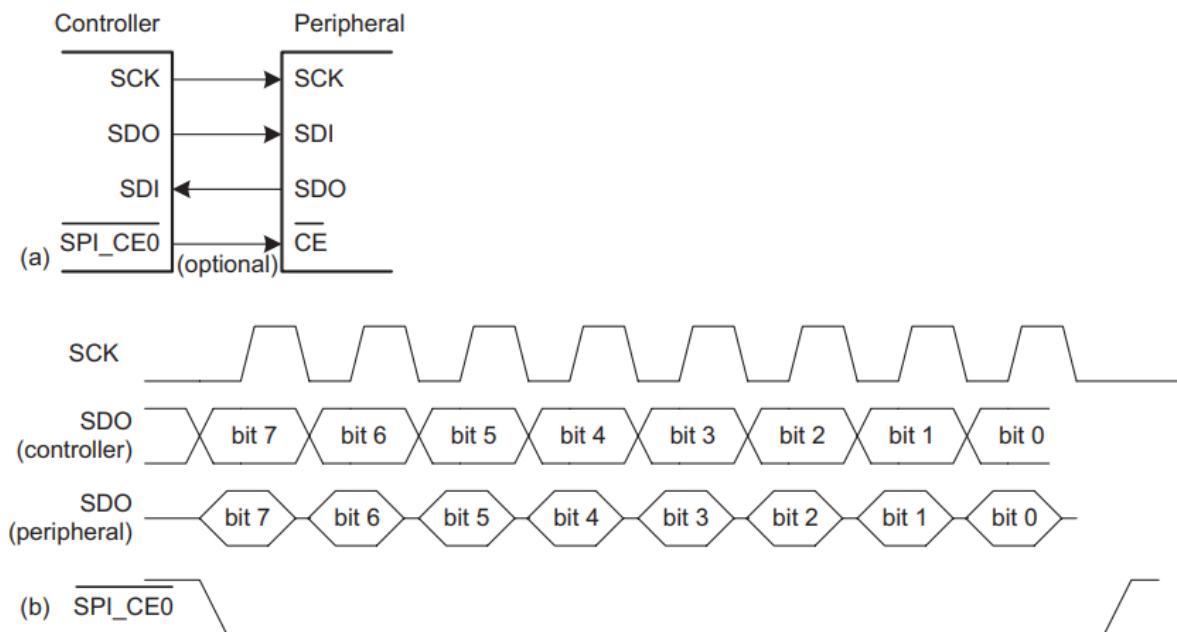 Controller Peripheral
SCK SCK
SDO SDI
SDI SDO
(a) SPI_CE0 (optional) CE
SCK
SDO
(controller) bit 7 bit 6 bit 5 bit 4 bit 3 bit 2 bit 1 bit 0
SDO
(peripheral) bit 7 bit 6 bit 5 bit 4 bit 3 bit 2 bit 1 bit 0
(b) SPI_CE0